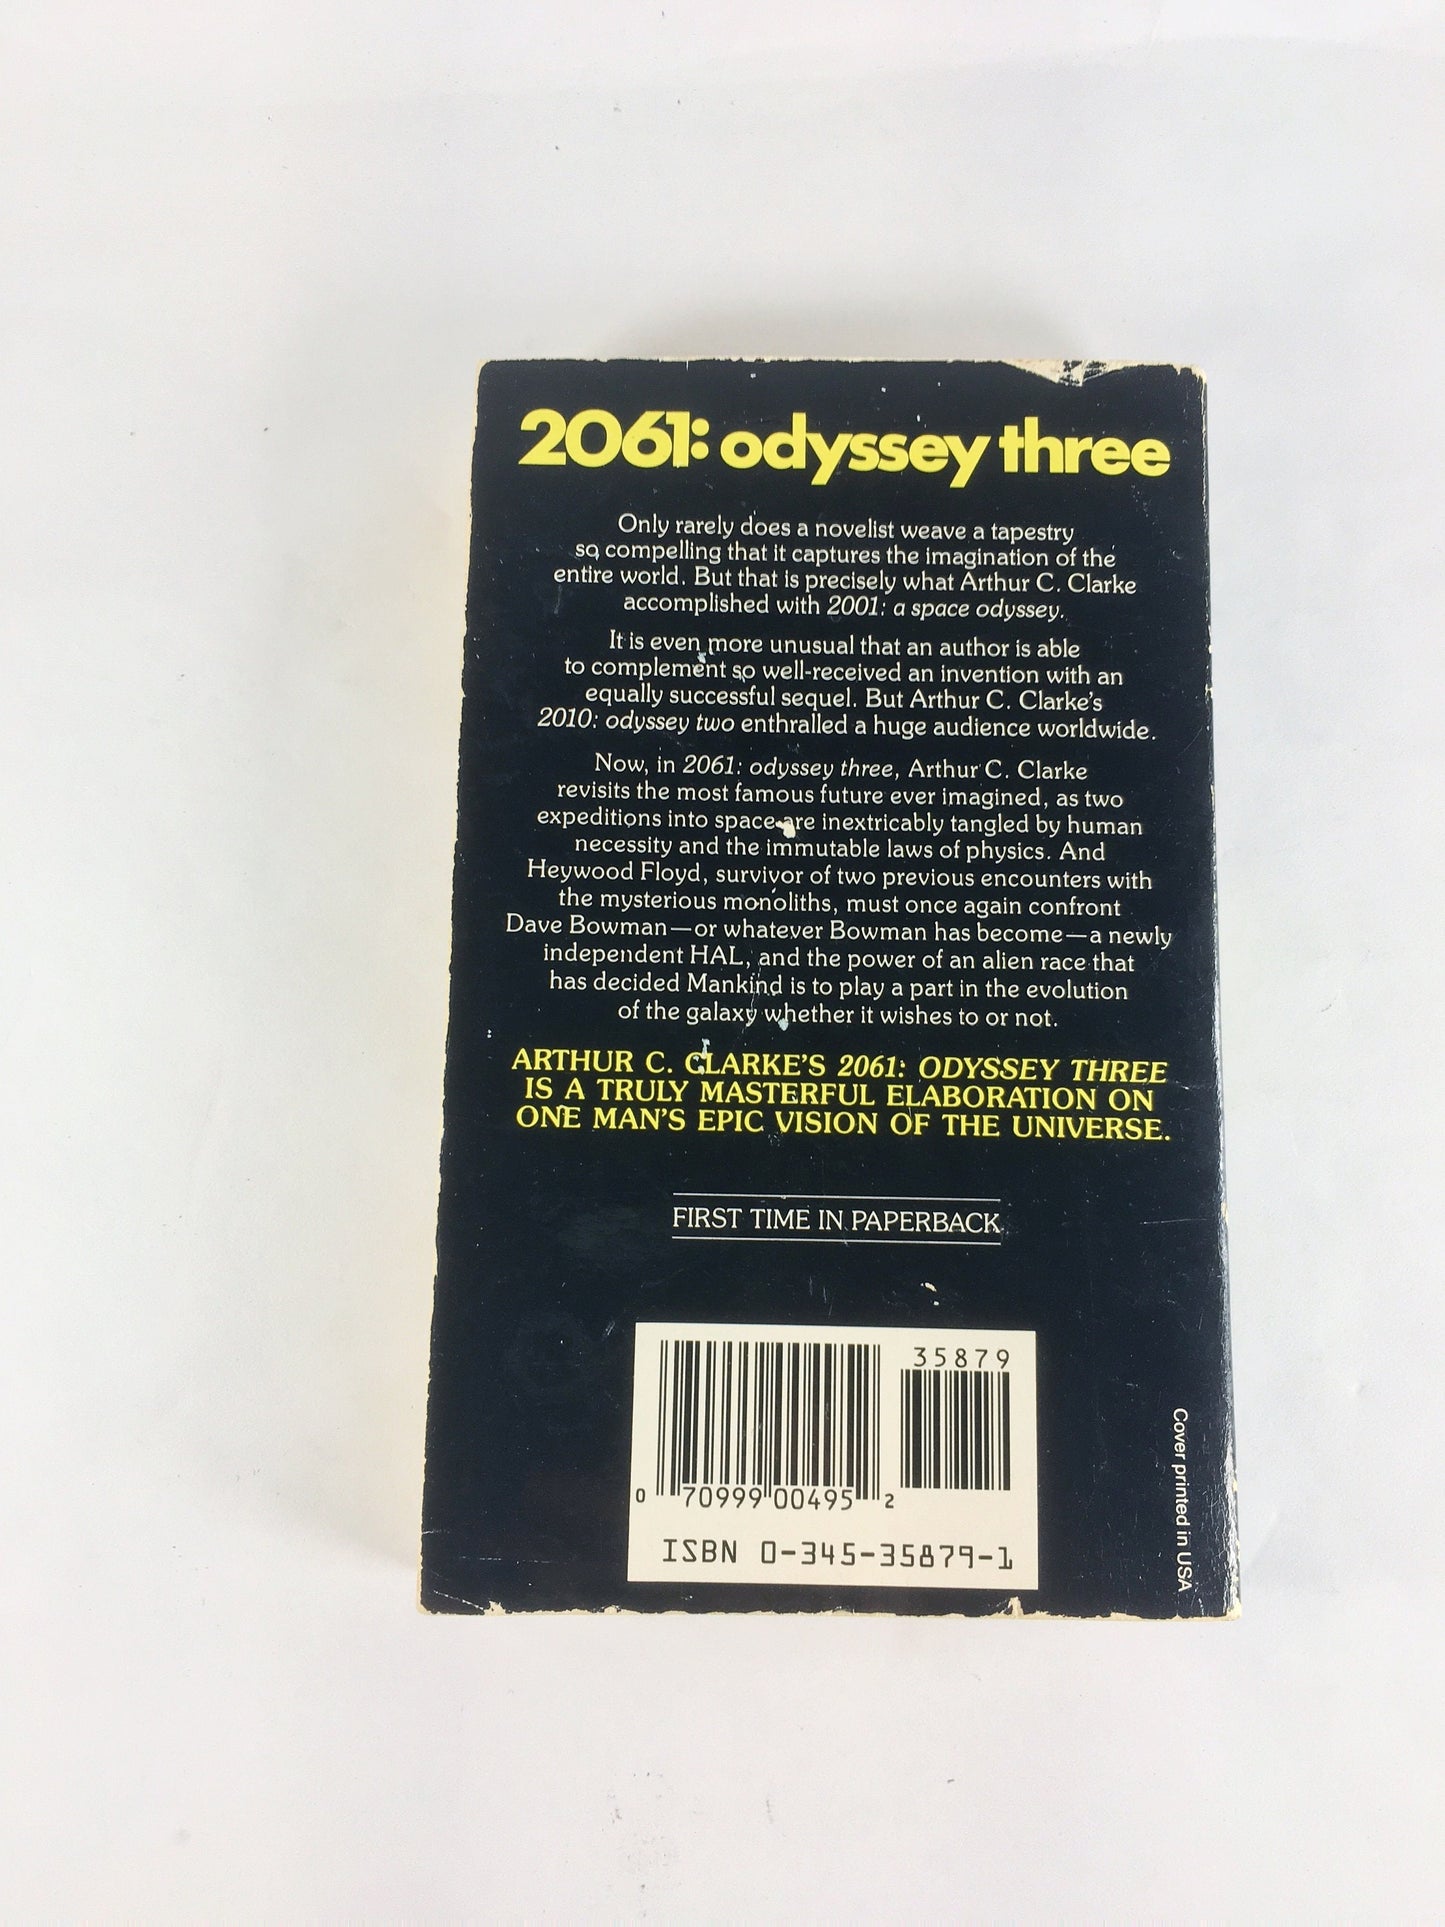 2061: odyssey three
Only rarely does a novelist weave a tapestry
so compelling that it captures the imagination of the
entire world. But that is precisely what Arthur C. Clarke
accomplished with 2001: a space odyssey.
It is even more unusual that an author is able
to complement so well-received an invention with an
equally successful sequel. But Arthur C. Clarke's
2010: odyssey two enthralled a huge audience worldwide.
Now, in 2061: odyssey three, Arthur C. Clarke
revisits the most famous future ever imagined, as two
expeditions into space are inextricably tangled by human
necessity and the immutable laws of physics. And
Heywood Floyd, survivor of two previous encounters with
the mysterious monoliths, must once again confront
Dave Bowman—or whatever Bowman has become—a newly
independent HAL, and the power of an alien race that
has decided Mankind is to play a part in the evolution
of the galaxy whether it wishes to or not.
ARTHUR C. CLARKE'S 2061: ODYSSEY THREE
IS A TRULY MASTERFUL ELABORATION ON
ONE MAN'S EPIC VISION OF THE UNIVERSE.
FIRST TIME IN PAPERBACK
35879
0 70999 00495 2
ISBN 0-345-35879-1
Cover printed in USA